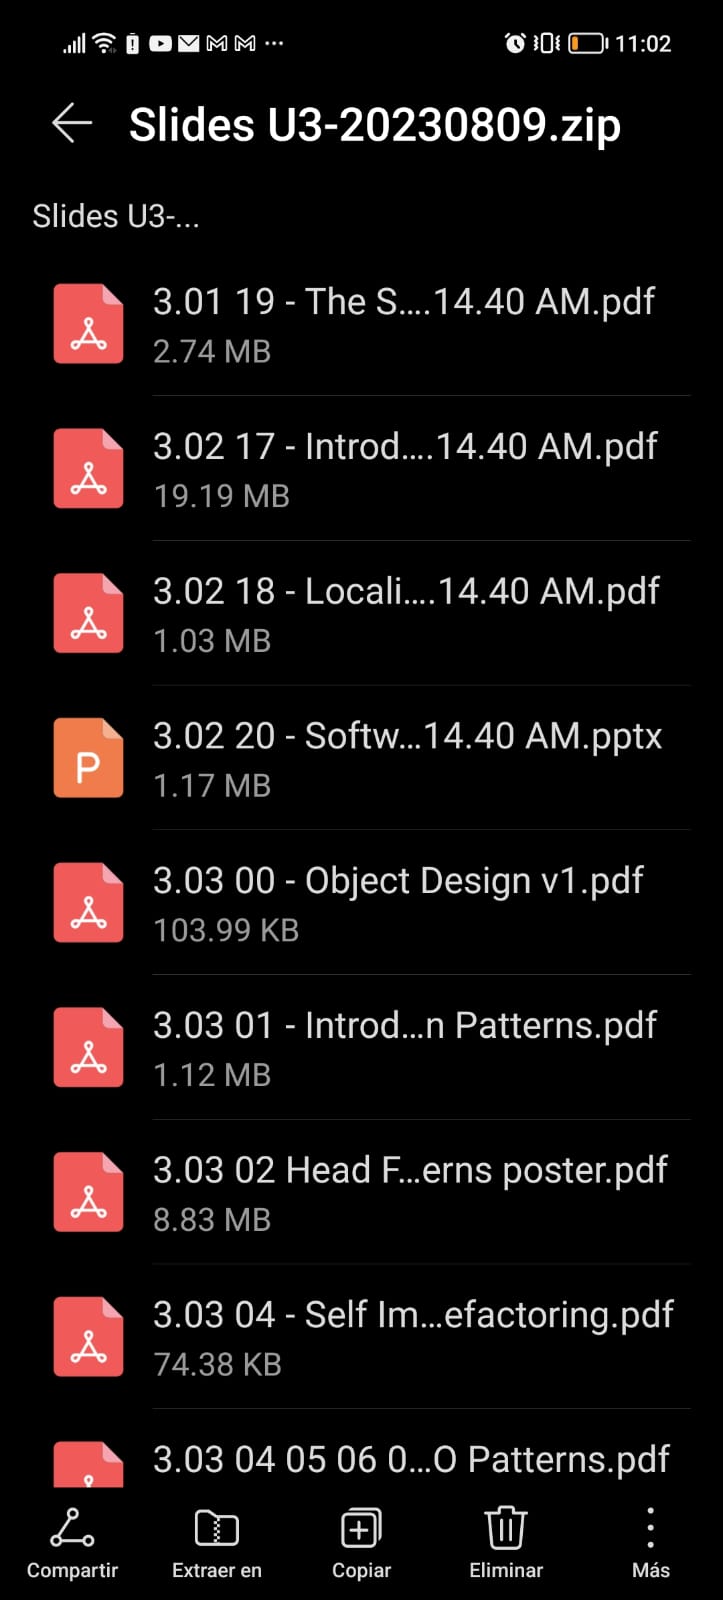 11:02
Slides U3-20230809.zip
Slides U3-...
3.01 19 - The S....14.40 AM.pdf
2.74 MB
3.02 17 - Introd....14.40 AM.pdf
19.19 MB
3.02 18 - Locali....14.40 AM.pdf
1.03 MB
3.02 20 - Softw...14.40 AM.pptx
1.17 MB
3.03 00 - Object Design v1.pdf
103.99 KB
3.03 01 - Introd...n Patterns.pdf
1.12 MB
3.03 02 Head F...erns poster.pdf
8.83 MB
3.03 04 - Self Im...efactoring.pdf
74.38 KB
3.03 04 05 06 0...O Patterns.pdf
Compartir Extraer en Copiar Eliminar Más